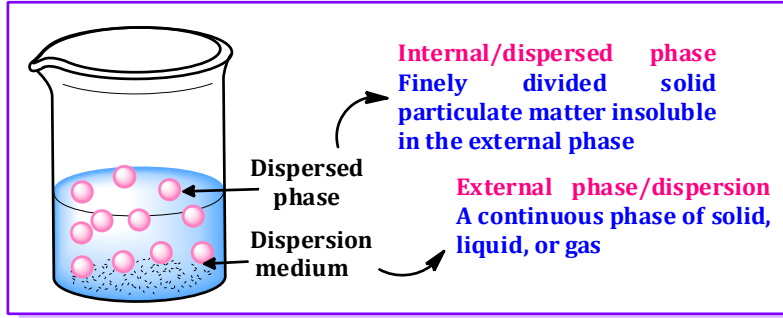 Internal/dispersed phase
Finely divided solid
particulate matter insoluble
in the external phase
Dispersed
phase
External phase/dispersion
A continuous phase of solid,
liquid, or gas
Dispersion
medium